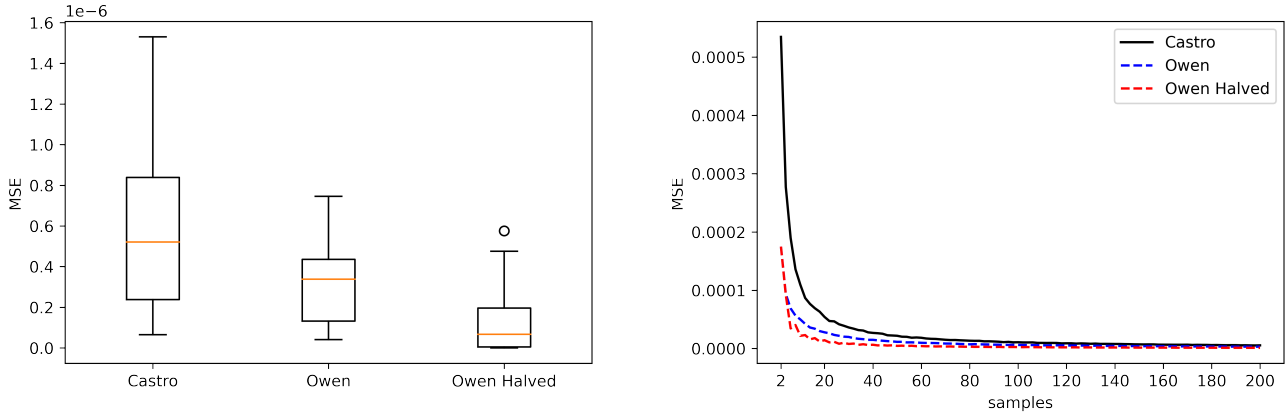 1e−6
1.6
1.4
1.2
1.0
0.8
0.6
0.4
0.2
0.0
MSE
Castro Owen Owen Halved
0.0005
0.0004
0.0003
0.0002
0.0001
0.0000
MSE
Castro
Owen
Owen Halved
2 20 40 60 80 100 120 140 160 180 200
samples